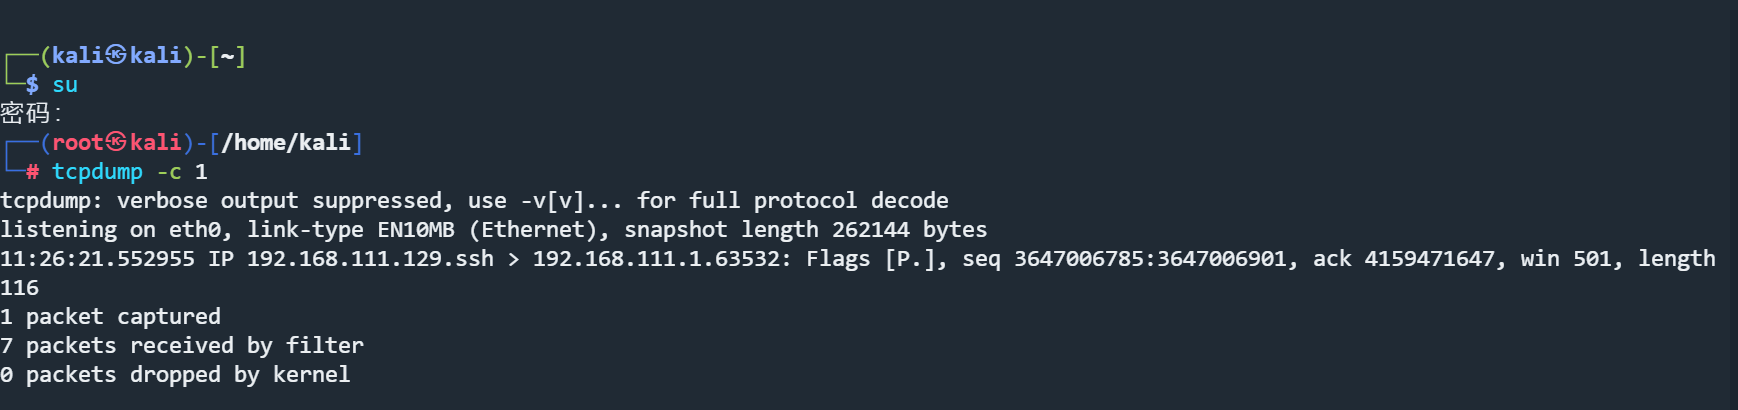 ┌──(kali㉿kali)-[~]
└─$ su
密码：
┌──(root㉿kali)-[/home/kali]
└─# tcpdump -c 1
tcpdump: verbose output suppressed, use -v[v]... for full protocol decode
listening on eth0, link-type EN10MB (Ethernet), snapshot length 262144 bytes
11:26:21.552955 IP 192.168.111.129.ssh > 192.168.111.1.63532: Flags [P.], seq 3647006785:3647006901, ack 4159471647, win 501, length
116
1 packet captured
7 packets received by filter
0 packets dropped by kernel